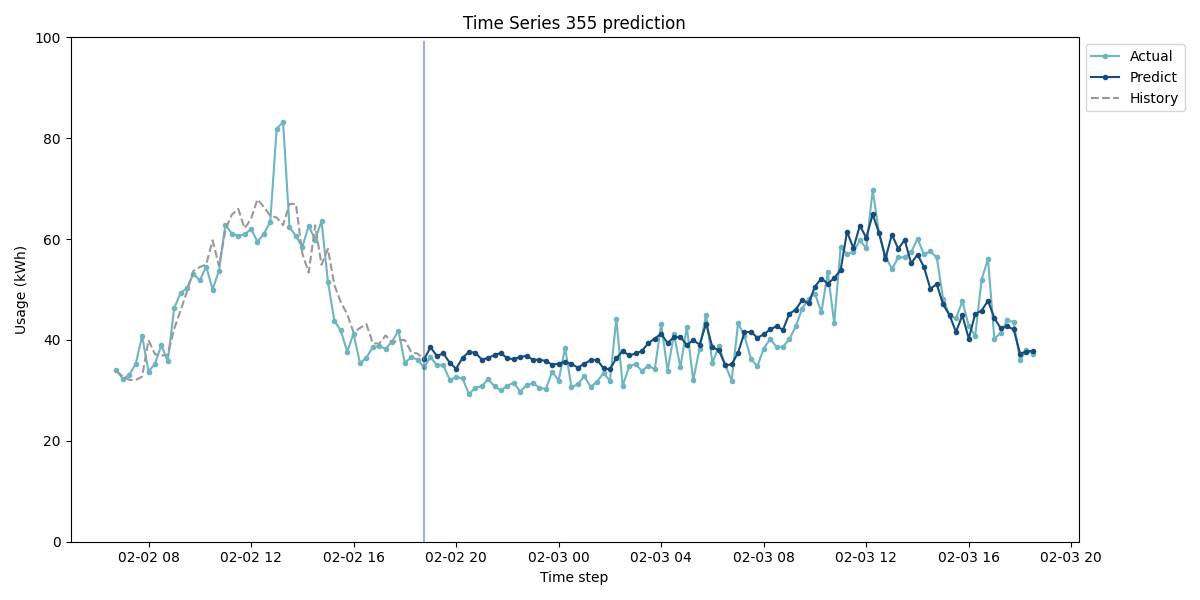 Time Series 355 prediction
100
80
60
40
20
0
Usage (kWh)
02-02 08
02-02 12
02-02 16
02-02 20
02-03 00
02-03 04
02-03 08
02-03 12
02-03 16
02-03 20
Time step
Actual
Predict
History